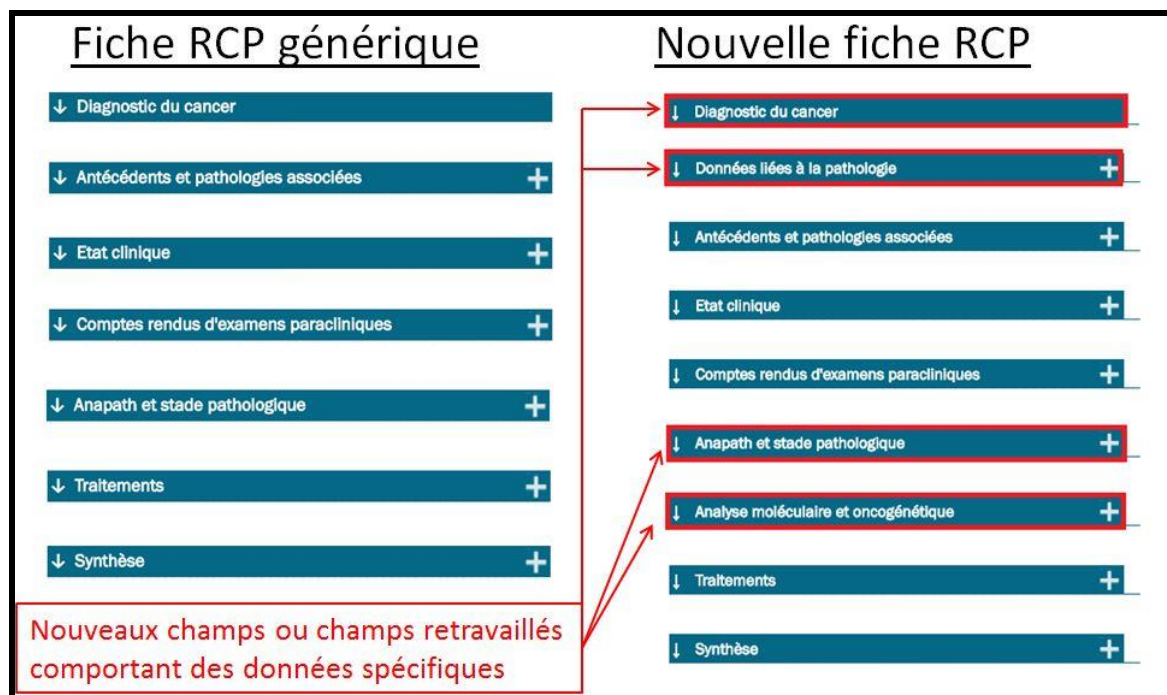 Fiche RCP générique
↓ Diagnostic du cancer
↓ Antécédents et pathologies associées +
↓ Etat clinique +
↓ Comptes rendus d'examens paracliniques +
↓ Anapath et stade pathologique +
↓ Traitements +
↓ Synthèse +
Nouveaux champs ou champs retravaillés
comportant des données spécifiques
Nouvelle fiche RCP
↓ Diagnostic du cancer
↓ Données liées à la pathologie +
↓ Antécédents et pathologies associées +
↓ Etat clinique +
↓ Comptes rendus d'examens paracliniques +
↓ Anapath et stade pathologique +
↓ Analyse moléculaire et oncogénétique +
↓ Traitements +
↓ Synthèse +